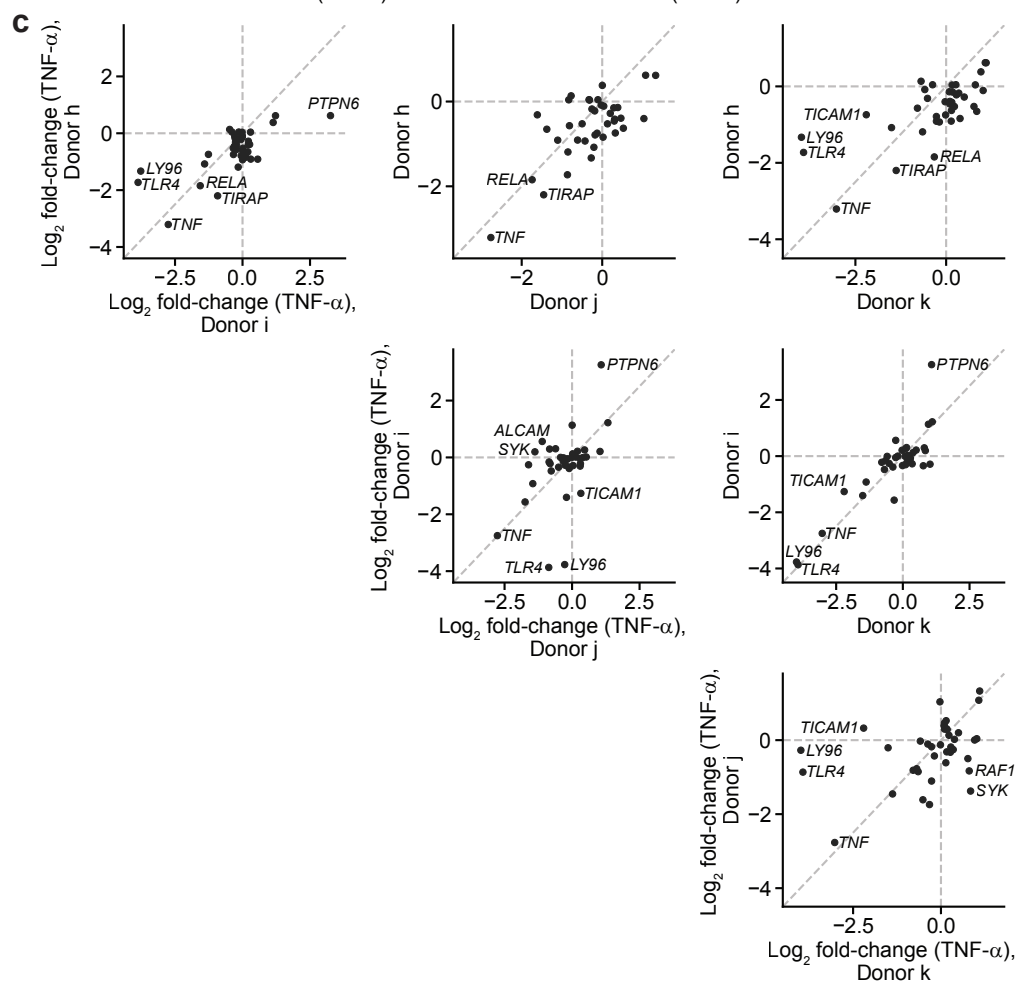 c
Log2 fold-change (TNF-α),
Donor h
2
0
−2
−4
PTPN6
LY96
TLR4
RELA
TIRAP
TNF
−2.5
0.0
2.5
Log2 fold-change (TNF-α),
Donor i
Donor h
0
−2
RELA
TIRAP
TNF
−2
0
Donor j
Donor h
0
−2
−4
TICAM1
LY96
TLR4
RELA
TIRAP
TNF
−2.5
0.0
Donor k
Log2 fold-change (TNF-α),
Donor i
2
0
−2
−4
PTPN6
ALCAM
SYK
TICAM1
TNF
TLR4
LY96
−2.5
0.0
2.5
Log2 fold-change (TNF-α),
Donor j
Donor i
2
0
−2
−4
PTPN6
TICAM1
TNF
LY96
TLR4
−2.5
0.0
2.5
Donor k
Log2 fold-change (TNF-α),
Donor j
0
−2
−4
TICAM1
LY96
TLR4
RAF1
SYK
TNF
−2.5
0.0
Log2 fold-change (TNF-α),
Donor k